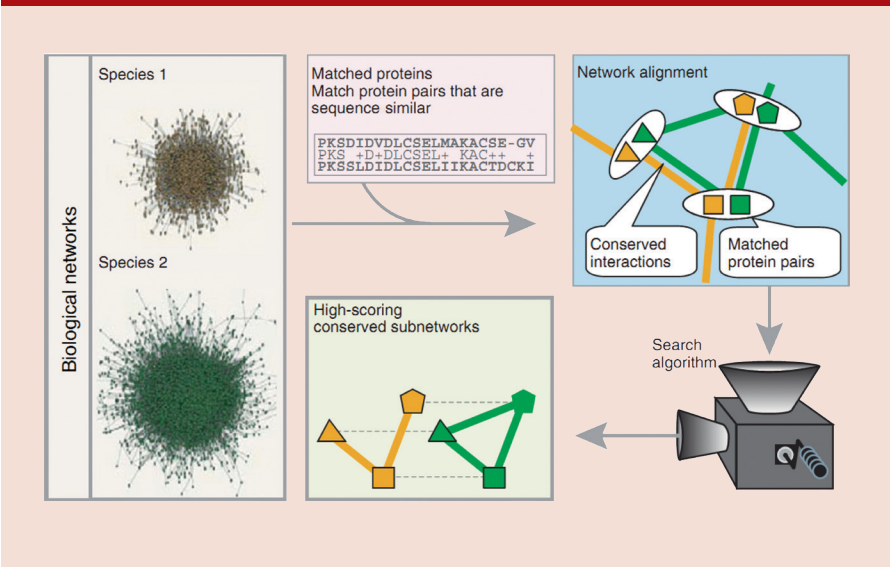 Biological networks
Species 1
Species 2
Matched proteins
Match protein pairs that are
sequence similar
PKSDIDVDLCSELMAKACSE-GV
PKS +D+DLCSEL+ KAC++ +
PKSSLDIDLCSELIIKACTDCKI
Network alignment
Conserved
interactions
Matched
protein pairs
Search
algorithm
High-scoring
conserved subnetworks